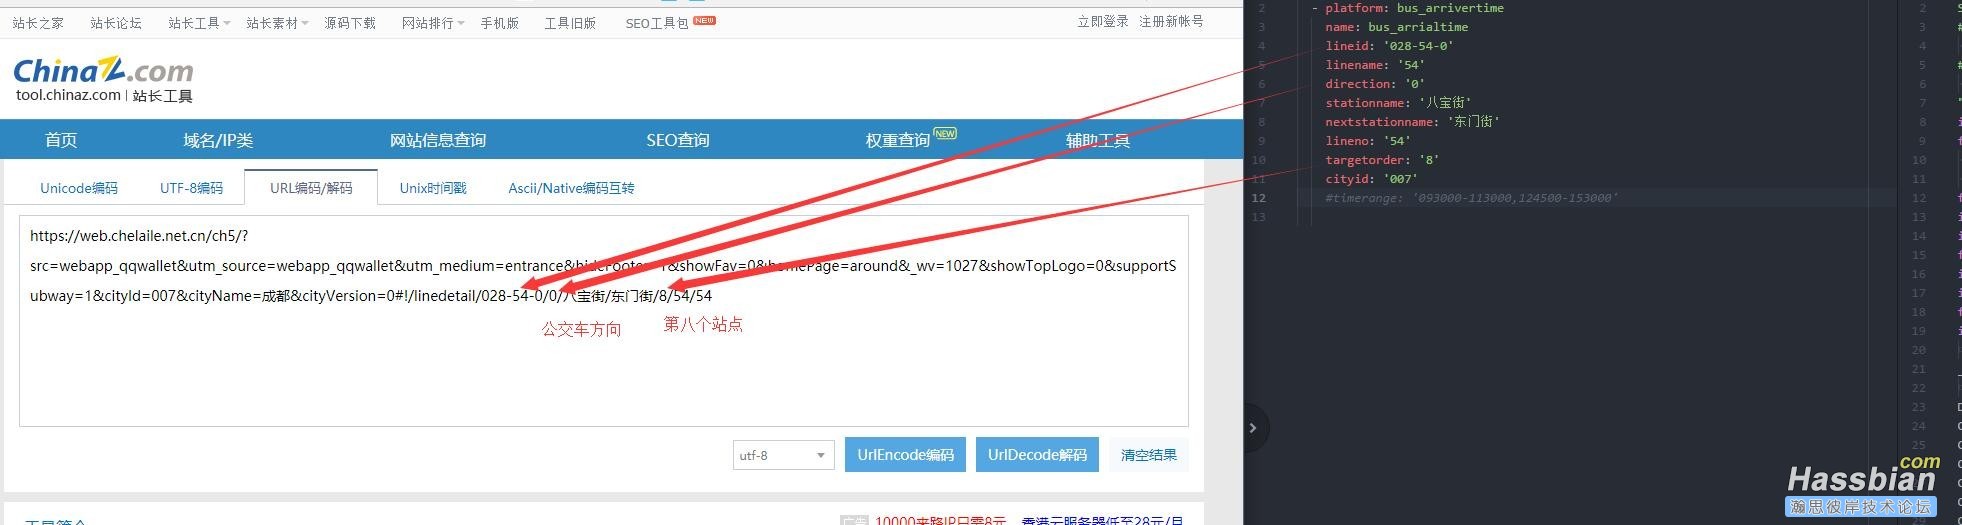 站长之家 站长论坛 站长工具 站长素材 源码下载 网站排行 手机版 工具旧版 SEO工具包 NEW 立即登录 注册新帐号
ChinaZ.com
tool.chinaz.com | 站长工具
首页 域名/IP类 网站信息查询 SEO查询 权重查询 NEW 辅助工具
Unicode编码 UTF-8编码 URL编码/解码 Unix时间戳 Ascii/Native编码互转
https://web.chelaile.net.cn/ch5/?
src=webapp_qqwallet&utm_source=webapp_qqwallet&utm_medium=entrance&showFav=0&_wv=1027&showTopLogo=0&supportS
ubway=1&cityId=007&cityName=成都&cityVersion=0#!/linedetail/028-54-0/0/八宝街/东门街/8/54/54
公交车方向 第八个站点
utf-8 UrlEncode编码 UrlDecode解码 清空结果
广告 10000来路IP只需8元 香港云服务器低至28元/月
2 - platform: bus_arrivertime
3 name: bus_arrialtime
4 lineid: '028-54-0'
5 linename: '54'
6 direction: '0'
7 stationname: '八宝街'
8 nextstationname: '东门街'
9 lineno: '54'
10 targetorder: '8'
11 cityid: '007'
12 #timerange: '093000-113000,124500-153000'
13
2
3
4
5
6
7
8
9
10
11
12
13
14
15
16
17
18
19
20
21
22
23
24
25
26
27
28
29
Hassbian.com
瀚思彼岸技术论坛